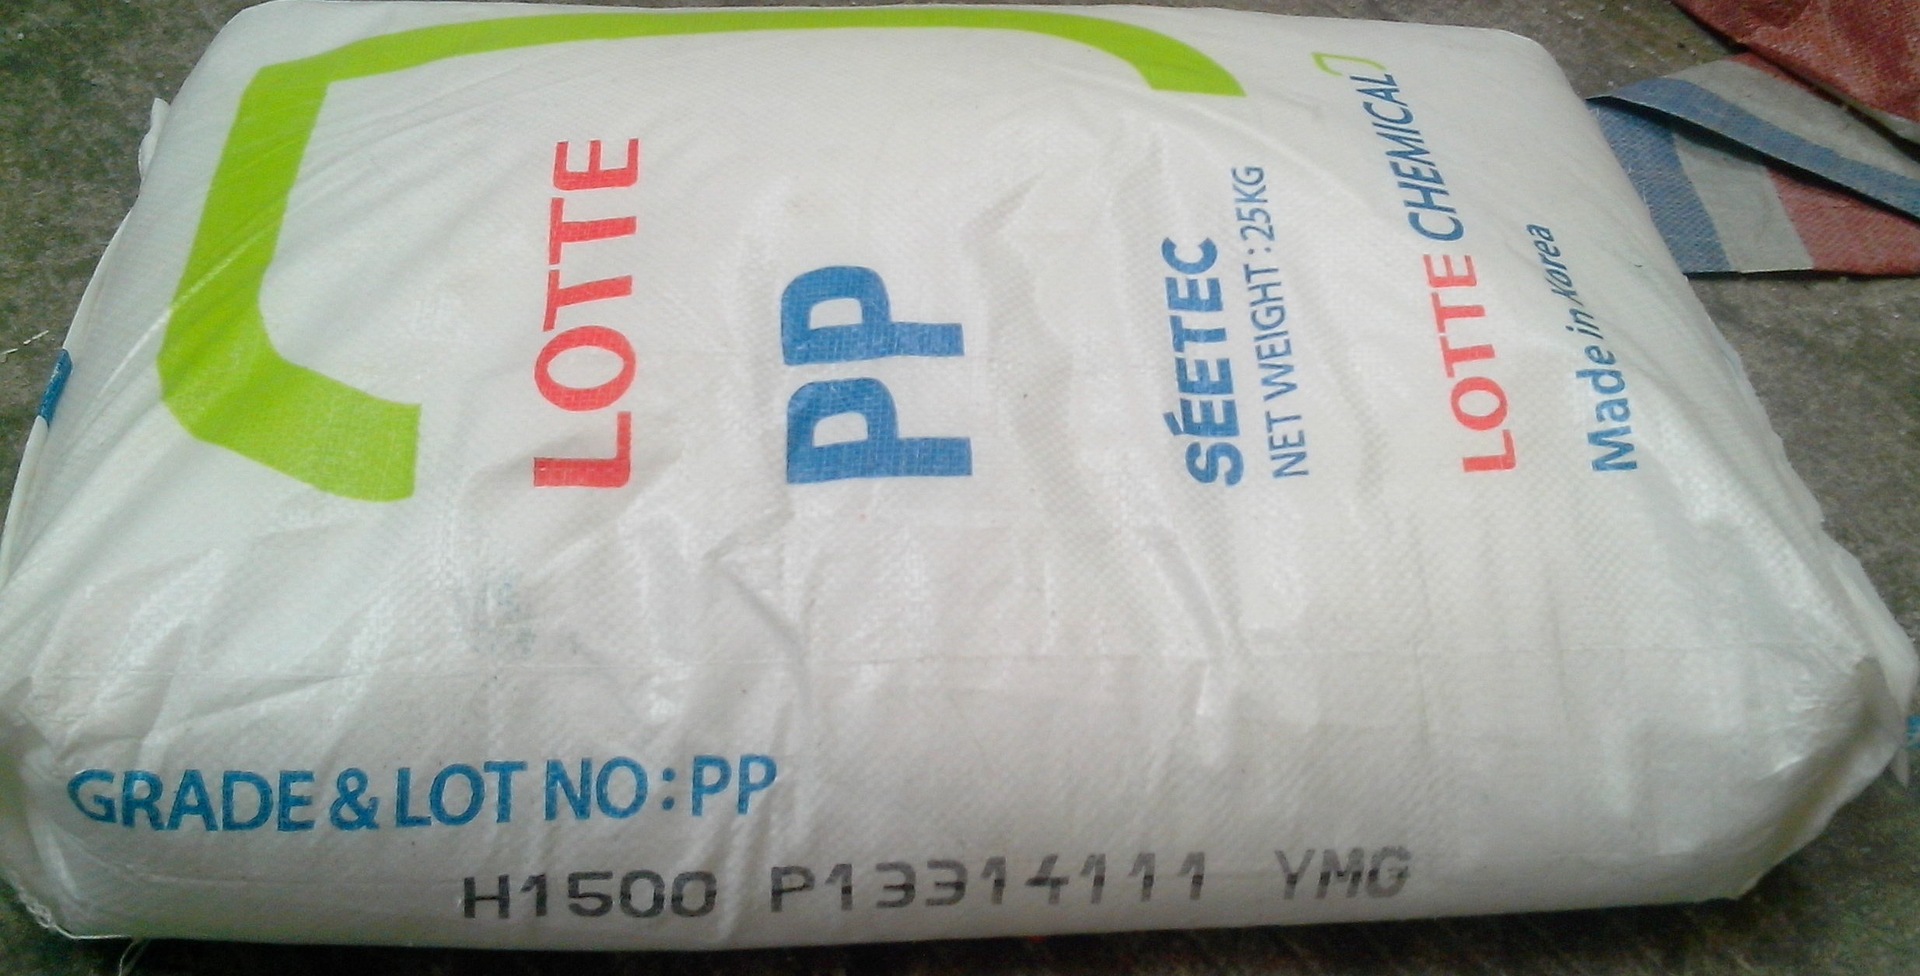 LOTTE
PP
SÉETEC
NET WEIGHT : 25KG
LOTTE CHEMICAL
Made in Korea
GRADE & LOT NO : PP
H1500 P13314111 YMG